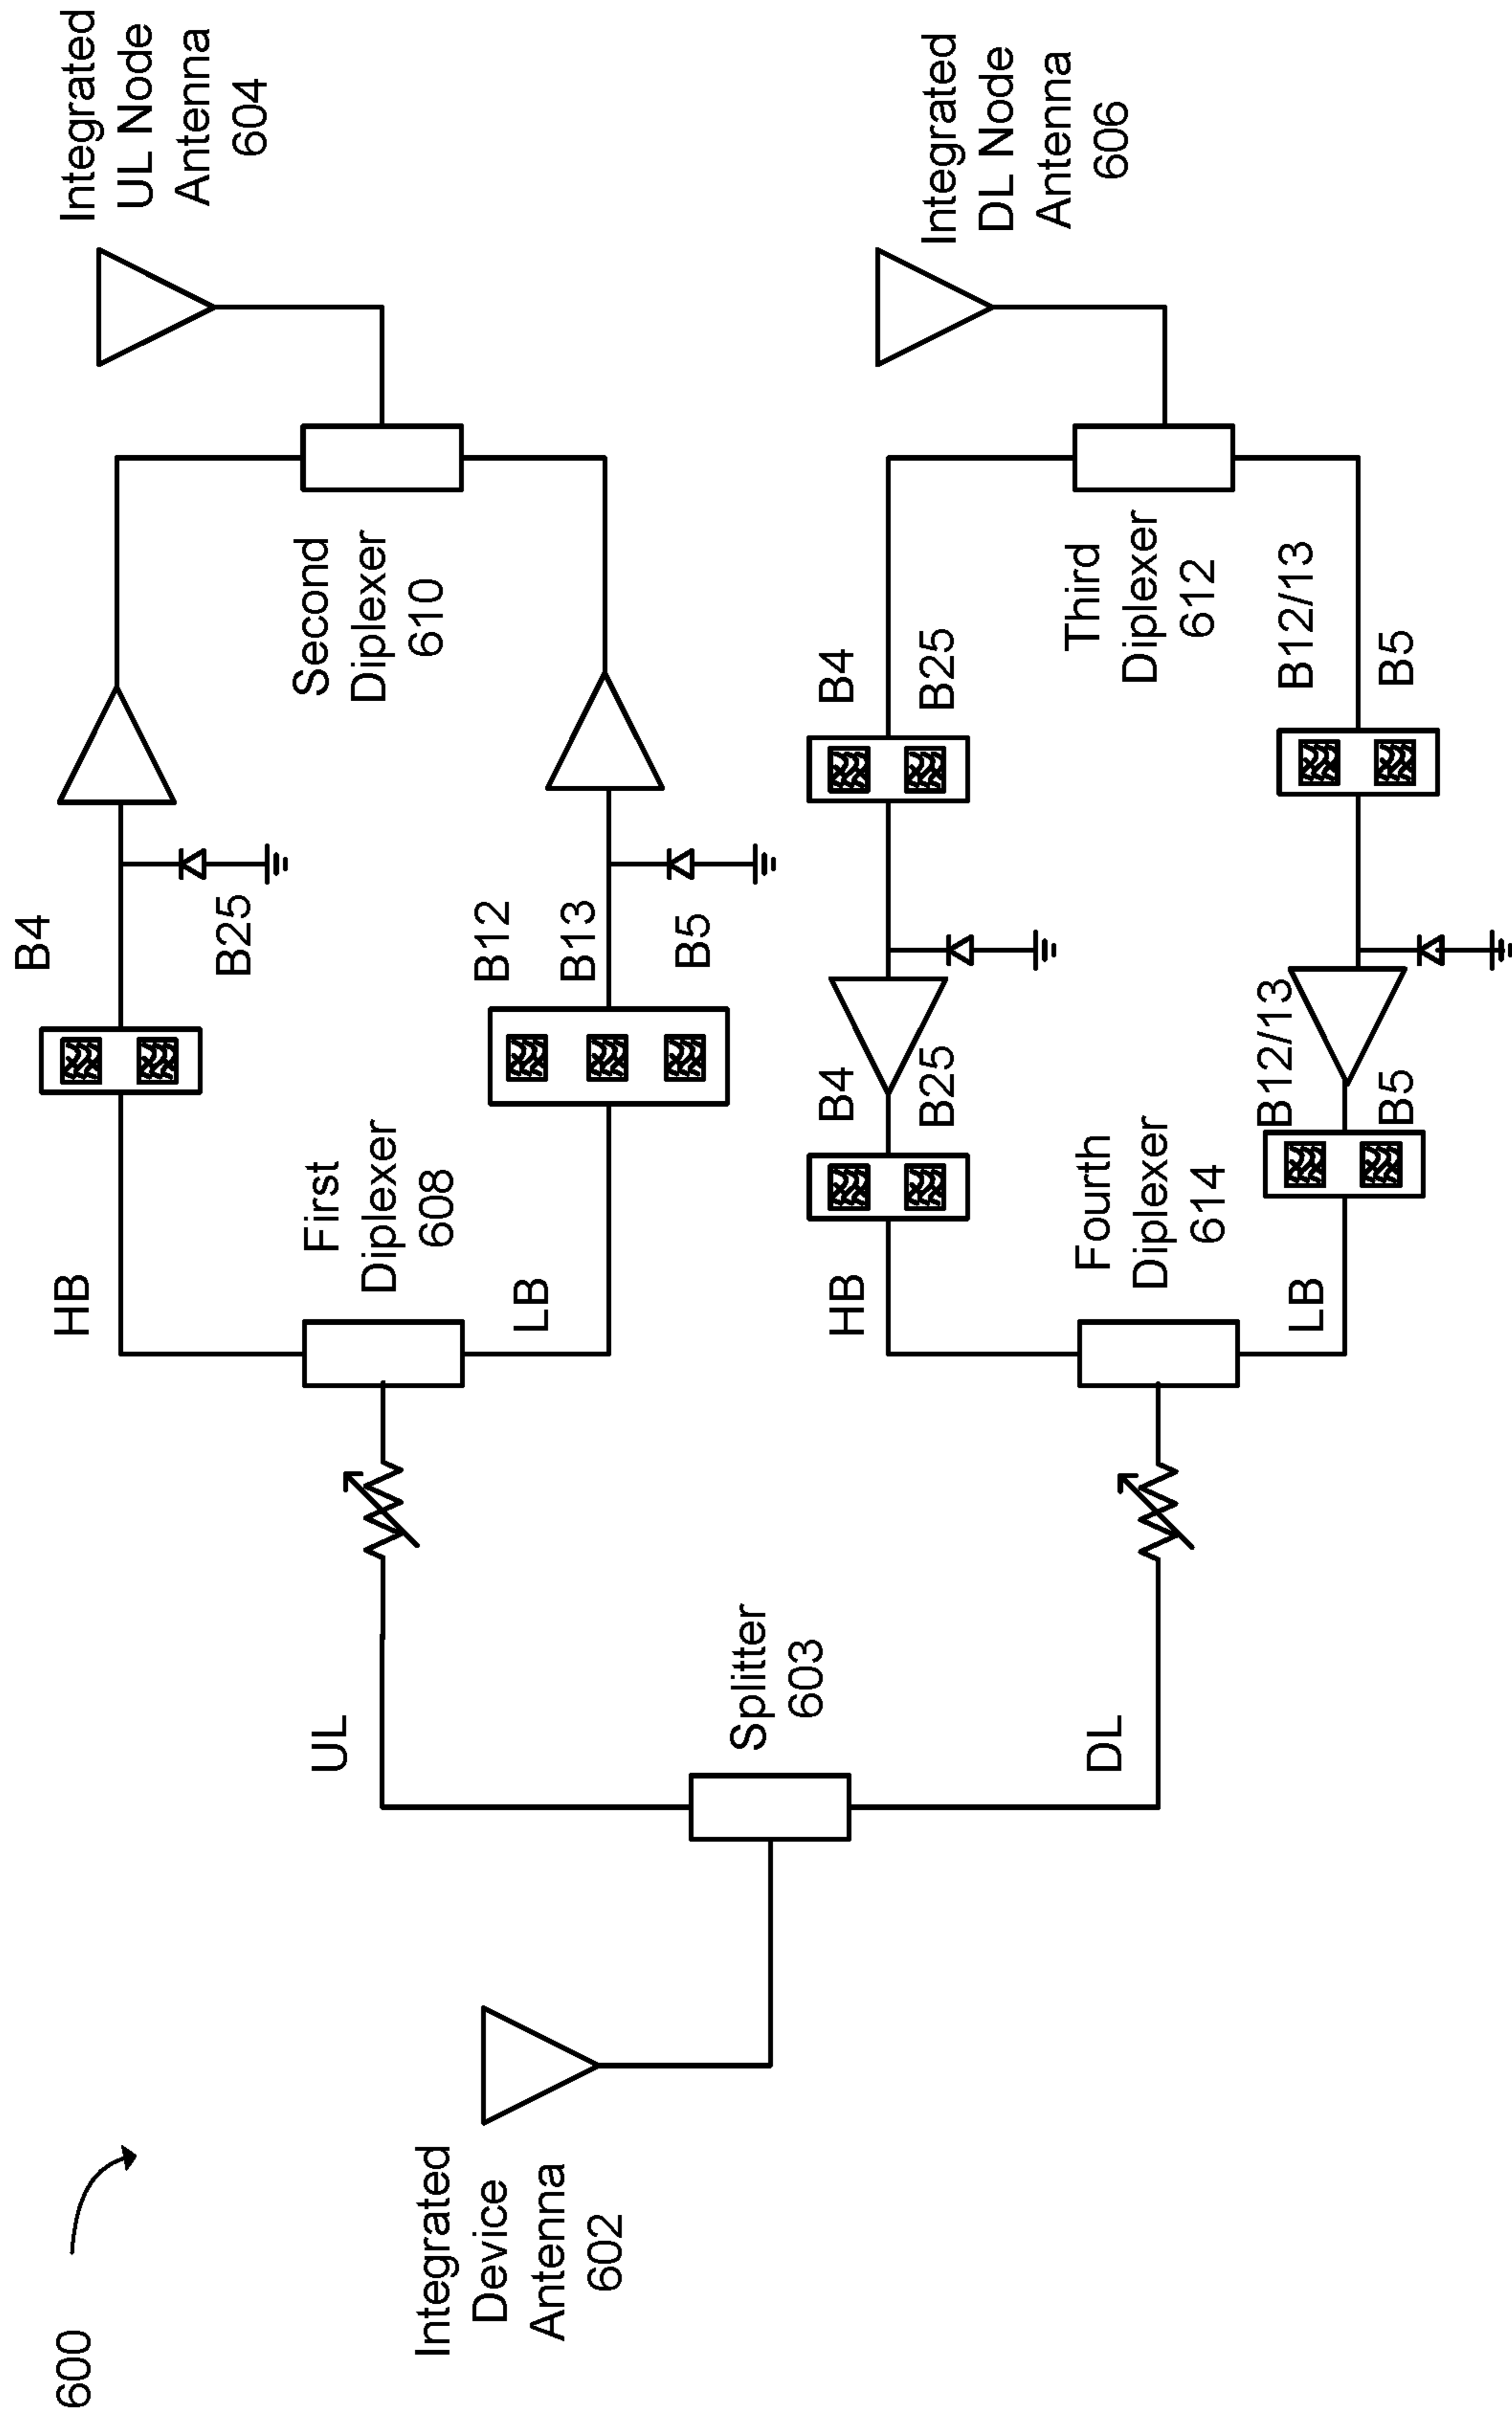 600
Integrated
Device
Antenna
602
Splitter
603
UL
DL
First
Diplexer
608
HB
LB
B4
B25
B12
B13
B5
Second
Diplexer
610
Integrated
UL Node
Antenna
604
Fourth
Diplexer
614
HB
LB
B4
B25
B12/13
B5
B4
B25
B12/13
B5
Third
Diplexer
612
Integrated
DL Node
Antenna
606